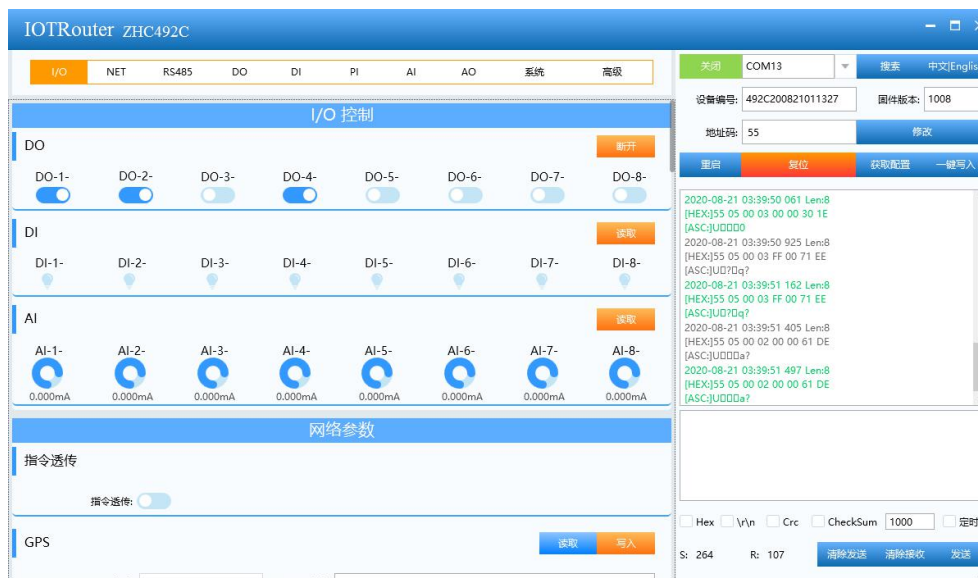 IOTRouter ZHC492C
I/O NET RS485 DO DI PI AI AO 系统 高级
I/O 控制
DO 断开
DO-1- DO-2- DO-3- DO-4- DO-5- DO-6- DO-7- DO-8-
DI 读取
DI-1- DI-2- DI-3- DI-4- DI-5- DI-6- DI-7- DI-8-
AI 读取
AI-1- AI-2- AI-3- AI-4- AI-5- AI-6- AI-7- AI-8-
0.000mA 0.000mA 0.000mA 0.000mA 0.000mA 0.000mA 0.000mA 0.000mA
网络参数
指令透传
指令透传:
GPS 读取 写入
关闭 COM13 搜索 中文|Englis
设备编号: 492C200821011327 固件版本: 1008
地址码: 55 修改
重启 复位 获取配置 一键写入
2020-08-21 03:39:50 061 Len:8
[HEX:]55 05 00 03 00 00 30 1E
[ASC:]U□□□0
2020-08-21 03:39:50 925 Len:8
[HEX:]55 05 00 03 FF 00 71 EE
[ASC:]U□?□q?
2020-08-21 03:39:51 162 Len:8
[HEX:]55 05 00 03 FF 00 71 EE
[ASC:]U□?□q?
2020-08-21 03:39:51 405 Len:8
[HEX:]55 05 00 02 00 00 61 DE
[ASC:]U□□□a?
2020-08-21 03:39:51 497 Len:8
[HEX:]55 05 00 02 00 00 61 DE
[ASC:]U□□□a?
Hex \r\n Crc CheckSum 1000 定时
S: 264 R: 107 清除发送 清除接收 发送